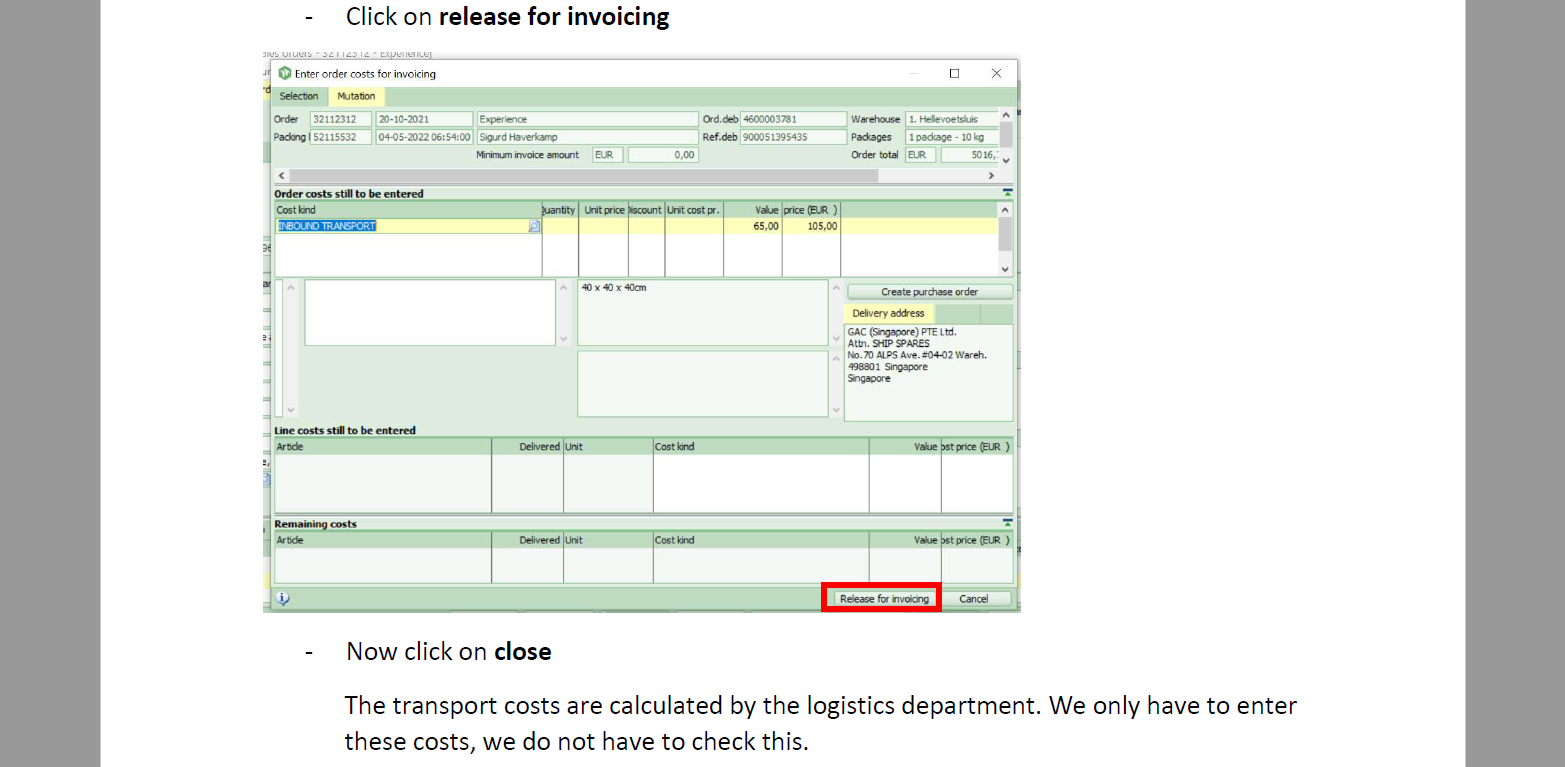 - Click on release for invoicing
Enter order costs for invoicing
Selection Mutation
Order 32112312 20-10-2021 Experience Ord.deb 4600003781 Warehouse 1. Hellevoetsluis
Packing 52115532 04-05-2022 06:54:00 Sigurd Haverkamp Ref.deb 900051395435 Packages 1 package - 10 kg
Minimum invoice amount EUR 0,00 Order total EUR 5016,
Order costs still to be entered
Cost kind Quantity Unit price Discount Unit cost pr. Value price (EUR )
INBOUND TRANSPORT 65,00 105,00
40 x 40 x 40cm
Create purchase order
Delivery address
GAC (Singapore) PTE Ltd.
Attn. SHIP SPARES
No.70 ALPS Ave.#04-02 Wareh.
498801 Singapore
Singapore
Line costs still to be entered
Article Delivered Unit Cost kind Value ost price (EUR )
Remaining costs
Article Delivered Unit Cost kind Value ost price (EUR )
Release for invoicing Cancel
- Now click on close
The transport costs are calculated by the logistics department. We only have to enter
these costs, we do not have to check this.